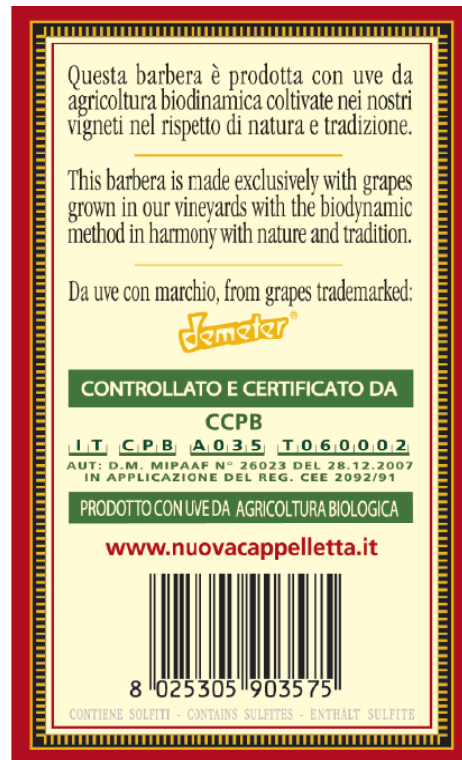 Questa barbera è prodotta con uve da
agricoltura biodinamica coltivate nei nostri
vigneti nel rispetto di natura e tradizione.
This barbera is made exclusively with grapes
grown in our vineyards with the biodynamic
method in harmony with nature and tradition.
Da uve con marchio, from grapes trademarked:
demeter®
CONTROLLATO E CERTIFICATO DA
CCPB
IT CPB A035 T060002
AUT: D.M. MIPAAF N° 26023 DEL 28.12.2007
IN APPLICAZIONE DEL REG. CEE 2092/91
PRODOTTO CON UVE DA AGRICOLTURA BIOLOGICA
www.nuovacappelletta.it
8 025305 903575
CONTIENE SOLFITI - CONTAINS SULFITES - ENTHALT SULFITE